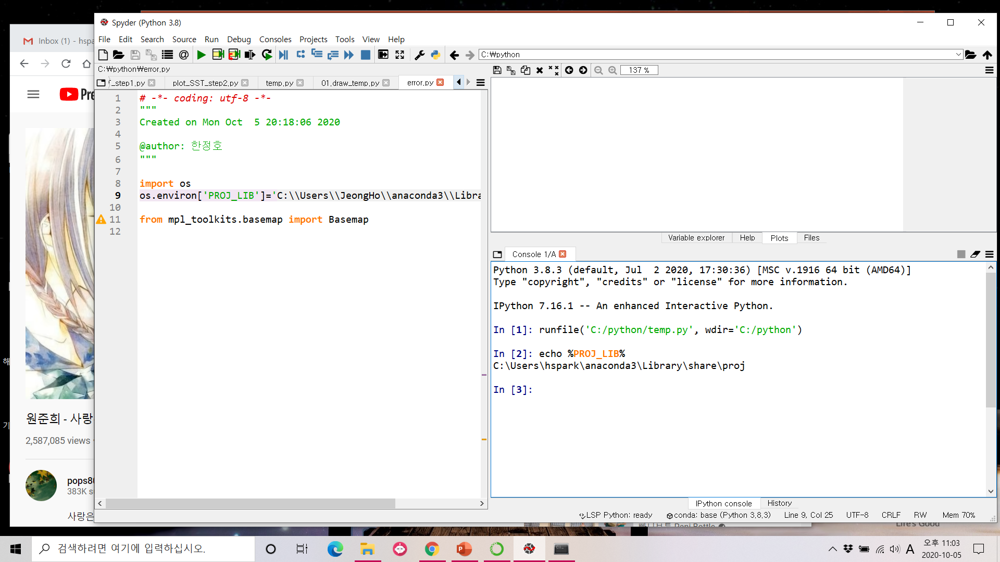 Spyder (Python 3.8)
Inbox (1) - hspa
File Edit Search Source Run Debug Consoles Projects Tools View Help
C:₩python
C:₩python₩error.py
137 %
_step1.py plot_SST_step2.py temp.py 01.draw_temp.py error.py
Pre
1 # -*- coding: utf-8 -*-
2 """
3 Created on Mon Oct  5 20:18:06 2020
4
5 @author: 한정호
6 """
7
8 import os
9 os.environ['PROJ_LIB']='C:\\Users\\JeongHo\\anaconda3\\Libra
10
11 from mpl_toolkits.basemap import Basemap
12
Variable explorer Help Plots Files
Console 1/A
Python 3.8.3 (default, Jul  2 2020, 17:30:36) [MSC v.1916 64 bit (AMD64)]
Type "copyright", "credits" or "license" for more information.
IPython 7.16.1 -- An enhanced Interactive Python.
In [1]: runfile('C:/python/temp.py', wdir='C:/python')
In [2]: echo %PROJ_LIB%
C:\Users\hspark\anaconda3\Library\share\proj
In [3]:
해
기
원준희 - 사랑
2,587,085 views
pops8
383K s
사랑은
IPython console History
LSP Python: ready conda: base (Python 3.8.3) Line 9, Col 25 UTF-8 CRLF RW Mem 70%
Life's Good
검색하려면 여기에 입력하십시오.
A
오후 11:03
2020-10-05